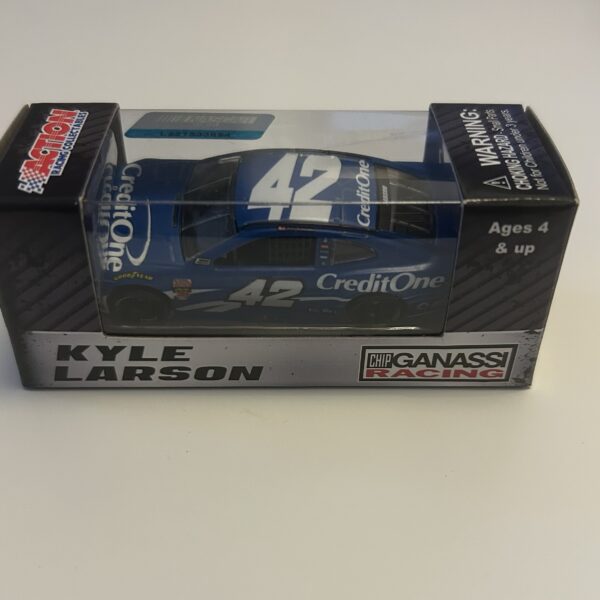 ACTION
RACING COLLECTABLES
WARNING:
CHOKING HAZARD- Small Parts
Not for Children under 3 years.
Ages 4
& up
42
CreditOne
CreditOne
CreditOne
42
GOODYEAR
KYLE
LARSON
CHIP GANASSI
RACING